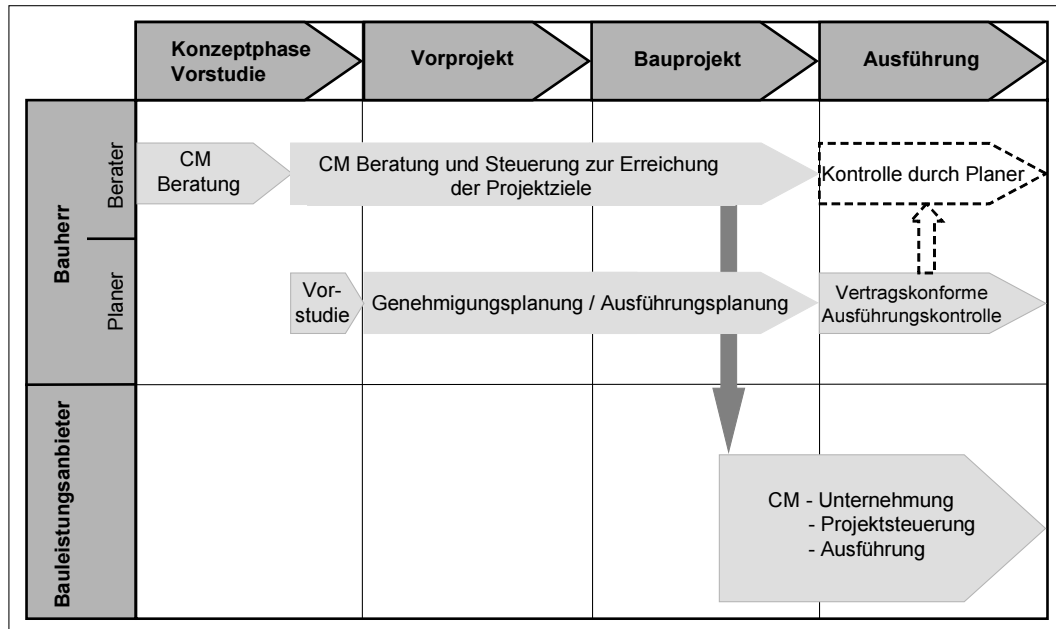 Konzeptphase
Vorstudie
Vorprojekt
Bauprojekt
Ausführung
Bauherr
Berater
CM
Beratung
CM Beratung und Steuerung zur Erreichung
der Projektziele
Kontrolle durch Planer
Planer
Vor-
studie
Genehmigungsplanung / Ausführungsplanung
Vertragskonforme
Ausführungskontrolle
Bauleistungsanbieter
CM - Unternehmung
- Projektsteuerung
- Ausführung